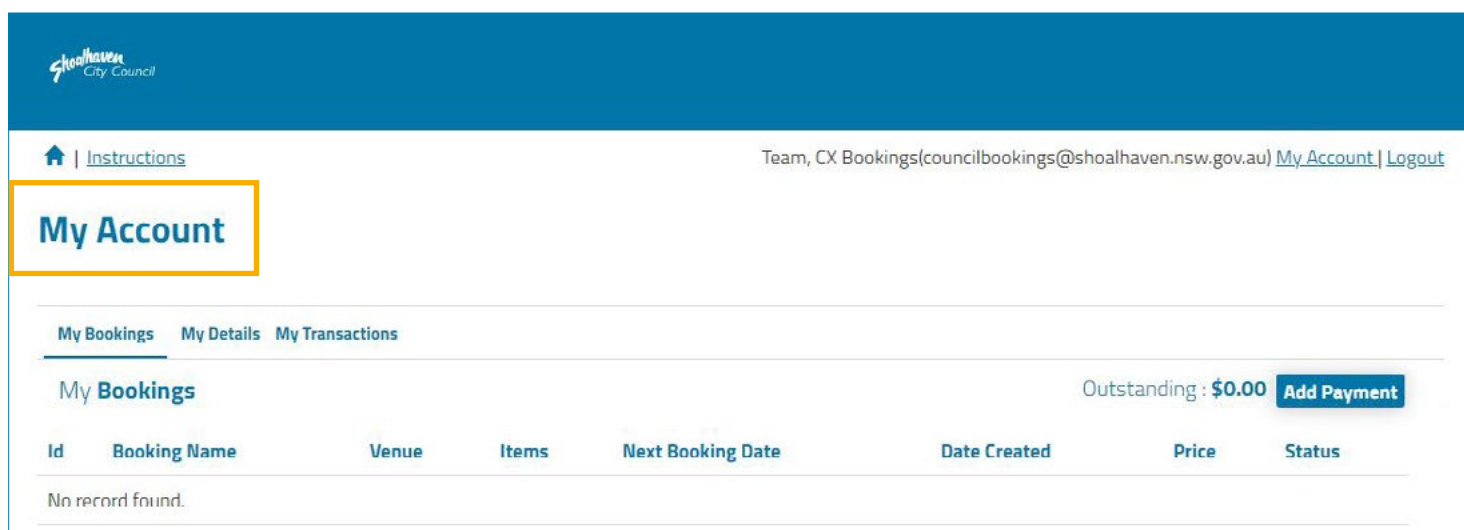 Shoalhaven
City Council
| Instructions
Team, CX Bookings(councilbookings@shoalhaven.nsw.gov.au) My Account | Logout
My Account
My Bookings My Details My Transactions
My Bookings
Outstanding : $0.00 Add Payment
Id Booking Name Venue Items Next Booking Date Date Created Price Status
No record found.